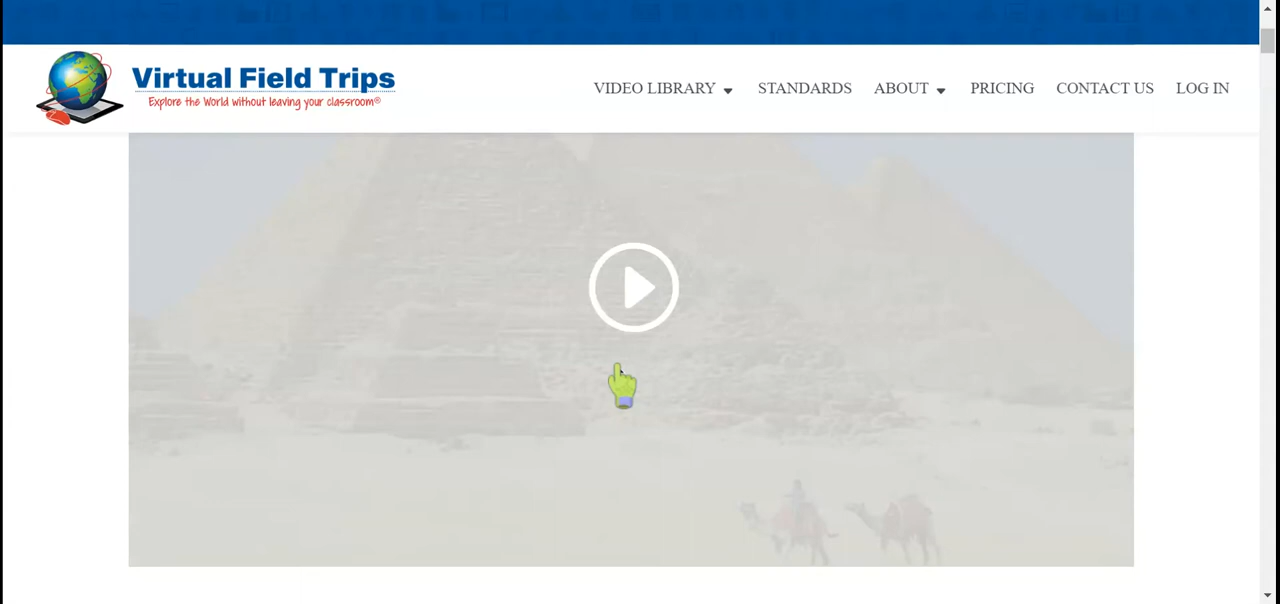 Virtual Field Trips
Explore the World without leaving your classroom®
VIDEO LIBRARY STANDARDS ABOUT PRICING CONTACT US LOG IN